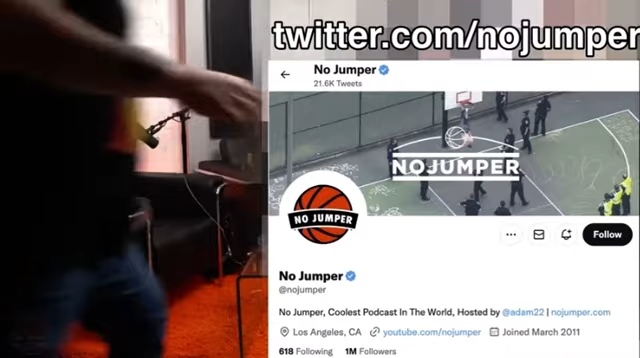 twitter.com/nojumper
No Jumper
21.6K Tweets
NOJUMPER
NO JUMPER
Follow
No Jumper
@nojumper
No Jumper, Coolest Podcast In The World, Hosted by @adam22 | nojumper.com
Los Angeles, CA youtube.com/nojumper Joined March 2011
618 Following 1M Followers